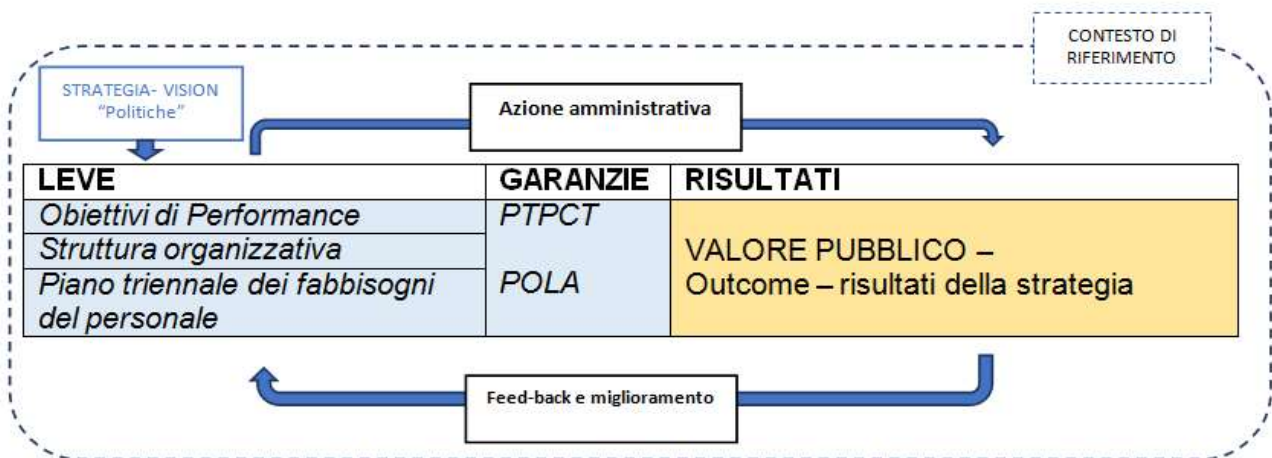 CONTESTO DI
RIFERIMENTO
STRATEGIA- VISION
“Politiche”
Azione amministrativa
LEVE GARANZIE RISULTATI
Obiettivi di Performance PTPCT
Struttura organizzativa
VALORE PUBBLICO –
Piano triennale dei fabbisogni POLA Outcome – risultati della strategia
del personale
Feed-back e miglioramento